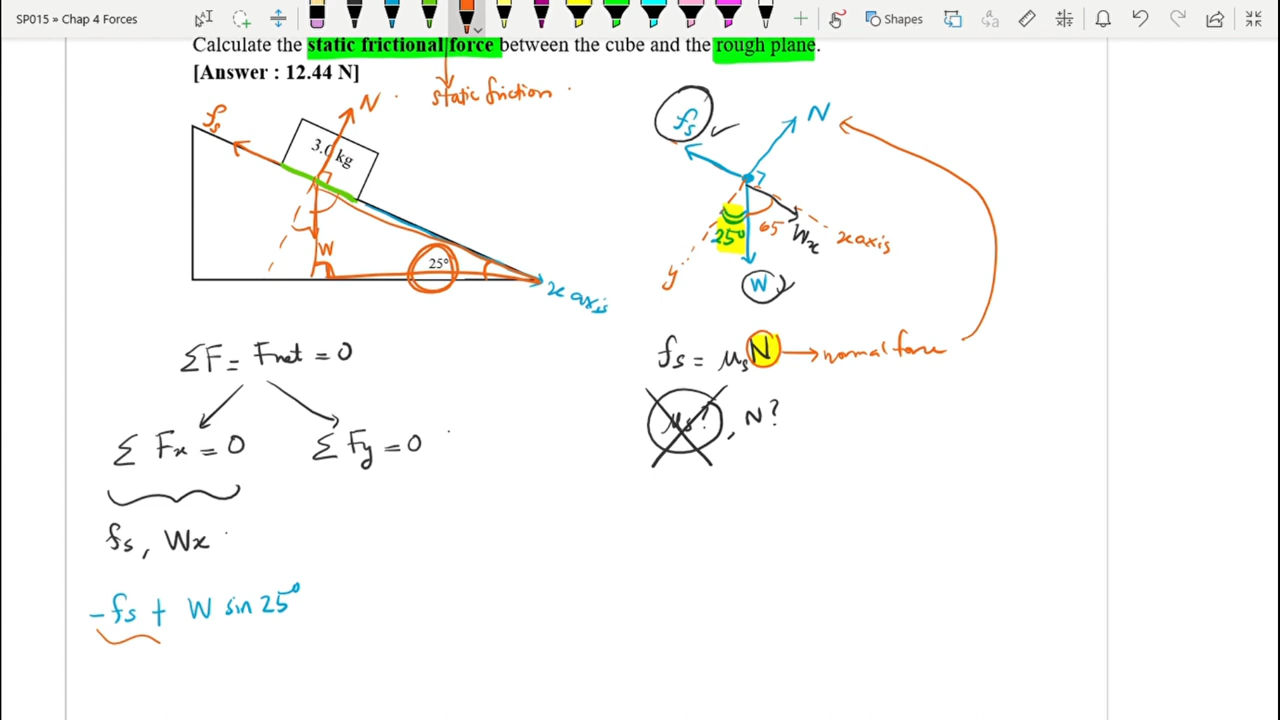 SP015 » Chap 4 Forces
Shapes
Calculate the static frictional force between the cube and the rough plane.
[Answer : 12.44 N]
static friction
fs
N
3.0 kg
W
25°
x axis
fs
N
25°
65
Wx
x axis
y
W
ΣF = Fnet = 0
fs = μs N → normal force
μs? , N?
Σ Fx = 0
Σ Fy = 0
fs, Wx
-fs + W sin 25°